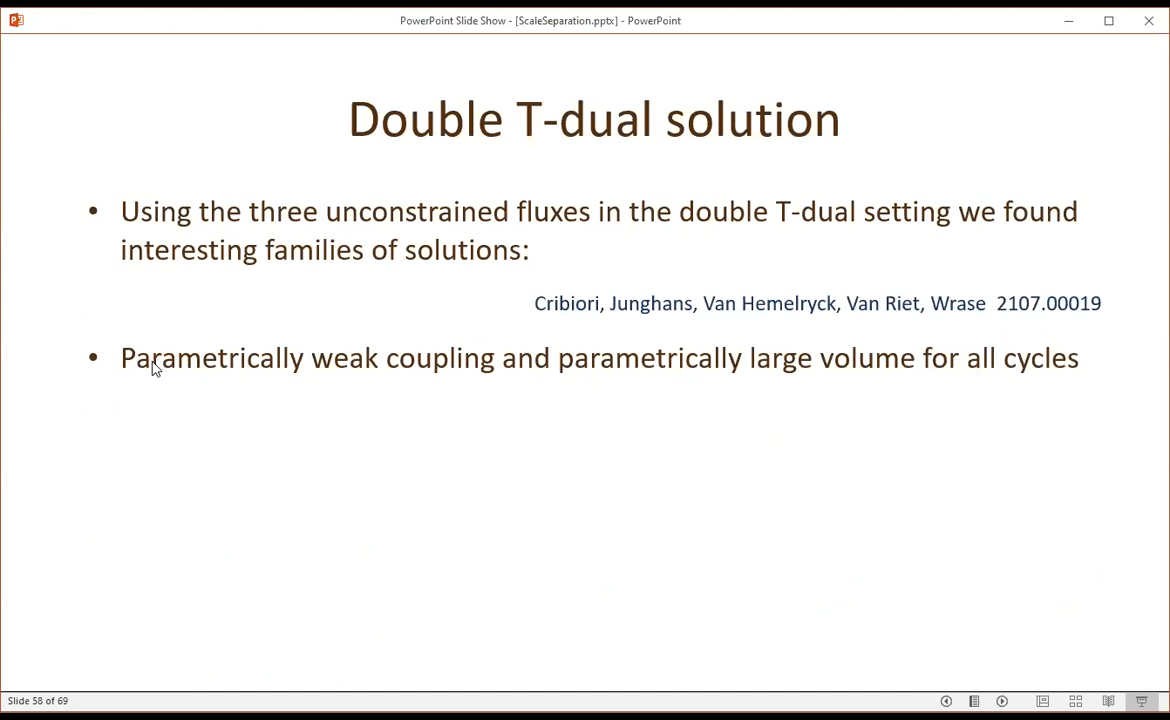 PowerPoint Slide Show - [ScaleSeparation.pptx] - PowerPoint
Double T-dual solution
• Using the three unconstrained fluxes in the double T-dual setting we found
interesting families of solutions:
Cribiori, Junghans, Van Hemelryck, Van Riet, Wrase 2107.00019
• Parametrically weak coupling and parametrically large volume for all cycles
Slide 58 of 69